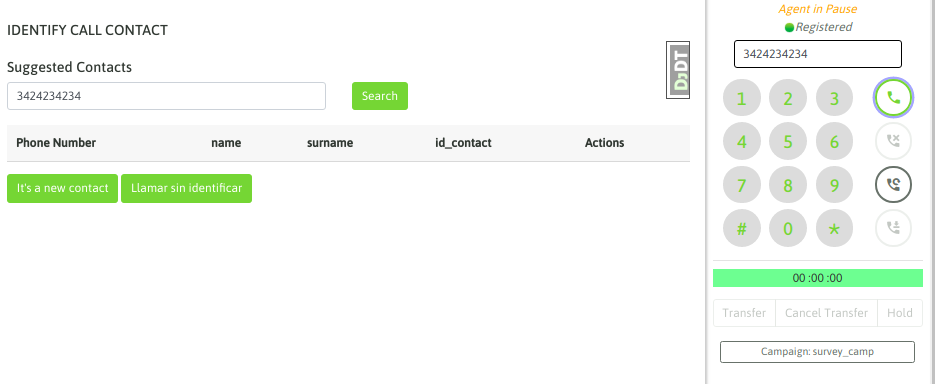 IDENTIFY CALL CONTACT
Suggested Contacts
3424234234
Search
Phone Number name surname id_contact Actions
It's a new contact Llamar sin identificar
DJDT
Agent in Pause
Registered
3424234234
1 2 3
4 5 6
7 8 9
# 0 *
00 :00 :00
Transfer Cancel Transfer Hold
Campaign: survey_camp